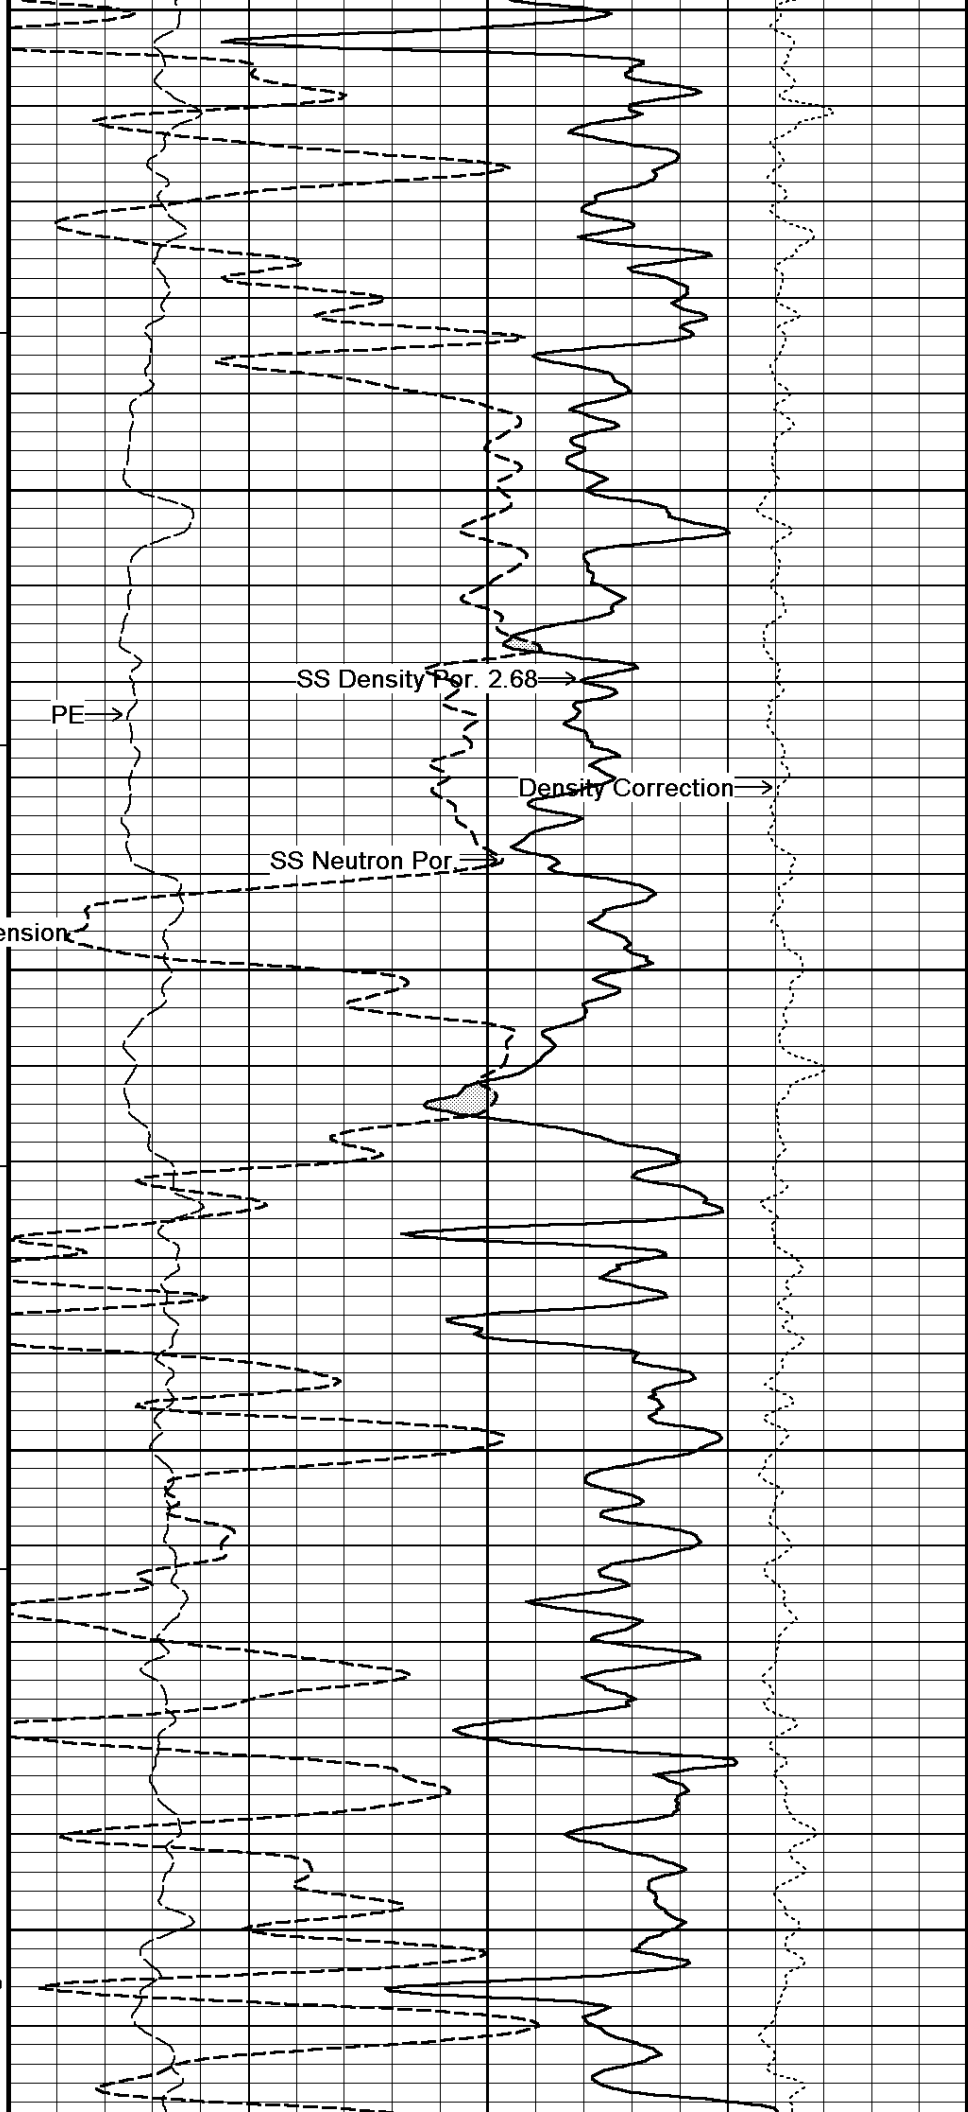 SS Density Por. 2.68
PE
Density Correction
SS Neutron Por.
ension